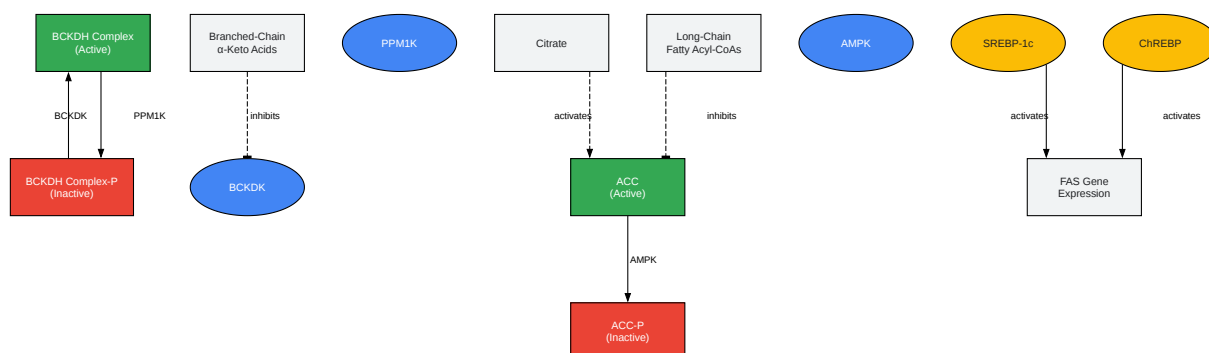 BCKDH Complex
(Active)
Branched-Chain
α-Keto Acids
PPM1K
Citrate
Long-Chain
Fatty Acyl-CoAs
AMPK
SREBP-1c
ChREBP
BCKDK
PPM1K
inhibits
activates
inhibits
activates
activates
BCKDH Complex-P
(Inactive)
BCKDK
ACC
(Active)
FAS Gene
Expression
AMPK
ACC-P
(Inactive)